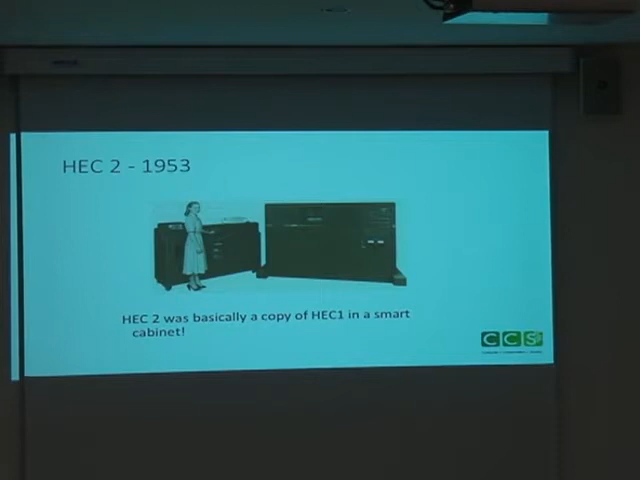 HEC 2 - 1953
HEC 2 was basically a copy of HEC1 in a smart
cabinet!
CCS